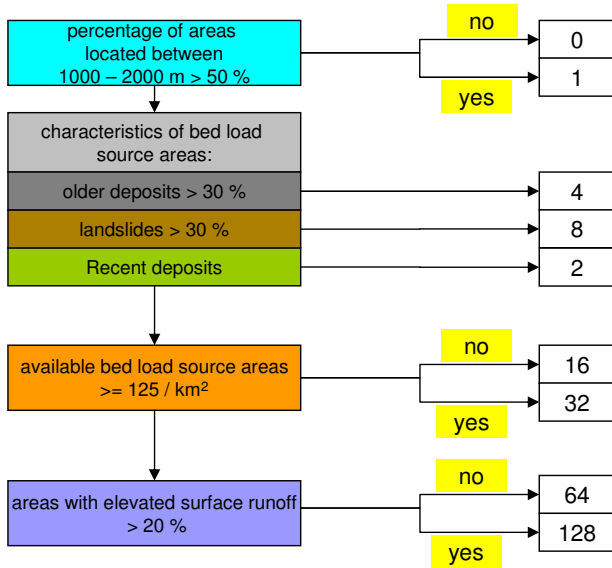 percentage of areas
located between
1000 – 2000 m > 50 %
no
0
1
yes
characteristics of bed load
source areas:
older deposits > 30 %
4
landslides > 30 %
8
Recent deposits
2
available bed load source areas
>= 125 / km²
no
16
32
yes
areas with elevated surface runoff
> 20 %
no
64
128
yes